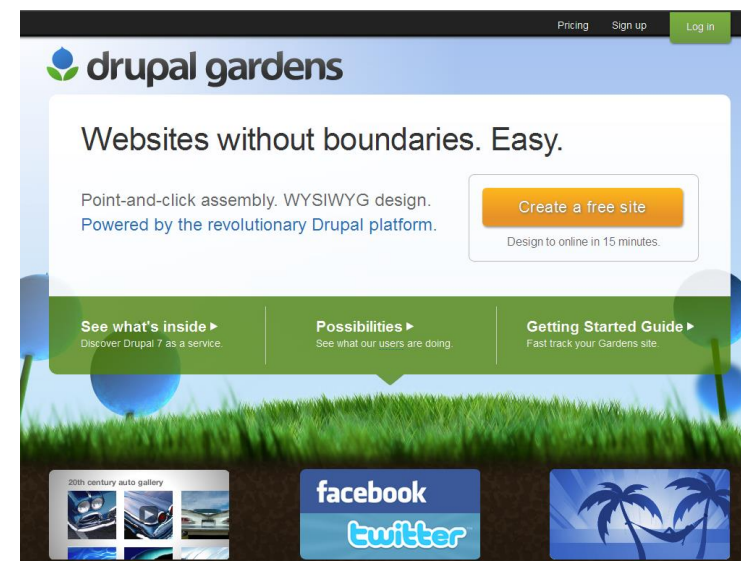 Pricing Sign up Log in
drupal gardens
Websites without boundaries. Easy.
Point-and-click assembly. WYSIWYG design.
Powered by the revolutionary Drupal platform.
Create a free site
Design to online in 15 minutes.
See what's inside ▸
Discover Drupal 7 as a service.
Possibilities ▸
See what our users are doing.
Getting Started Guide ▸
Fast track your Gardens site.
20th century auto gallery
facebook
twitter